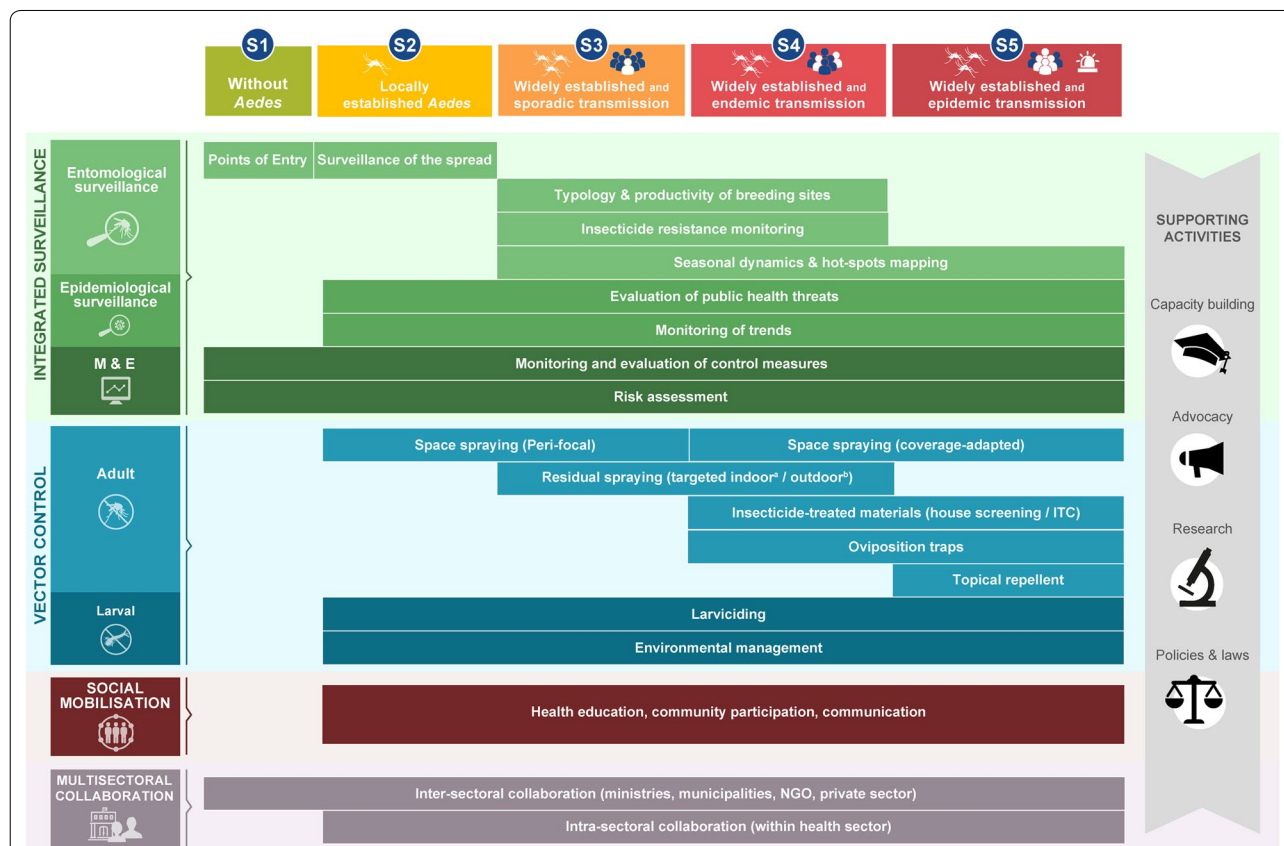 S1
S2
S3
S4
S5
Without
Aedes
Locally
established Aedes
Widely established and
sporadic transmission
Widely established and
endemic transmission
Widely established and
epidemic transmission
INTEGRATED SURVEILLANCE
Entomological
surveillance
Points of Entry
Surveillance of the spread
Typology & productivity of breeding sites
Insecticide resistance monitoring
Seasonal dynamics & hot-spots mapping
Epidemiological
surveillance
Evaluation of public health threats
Monitoring of trends
M & E
Monitoring and evaluation of control measures
Risk assessment
VECTOR CONTROL
Adult
Space spraying (Peri-focal)
Space spraying (coverage-adapted)
Residual spraying (targeted indoorᵃ / outdoorᵇ)
Insecticide-treated materials (house screening / ITC)
Oviposition traps
Topical repellent
Larval
Larviciding
Environmental management
SOCIAL
MOBILISATION
Health education, community participation, communication
MULTISECTORAL
COLLABORATION
Inter-sectoral collaboration (ministries, municipalities, NGO, private sector)
Intra-sectoral collaboration (within health sector)
SUPPORTING
ACTIVITIES
Capacity building
Advocacy
Research
Policies & laws